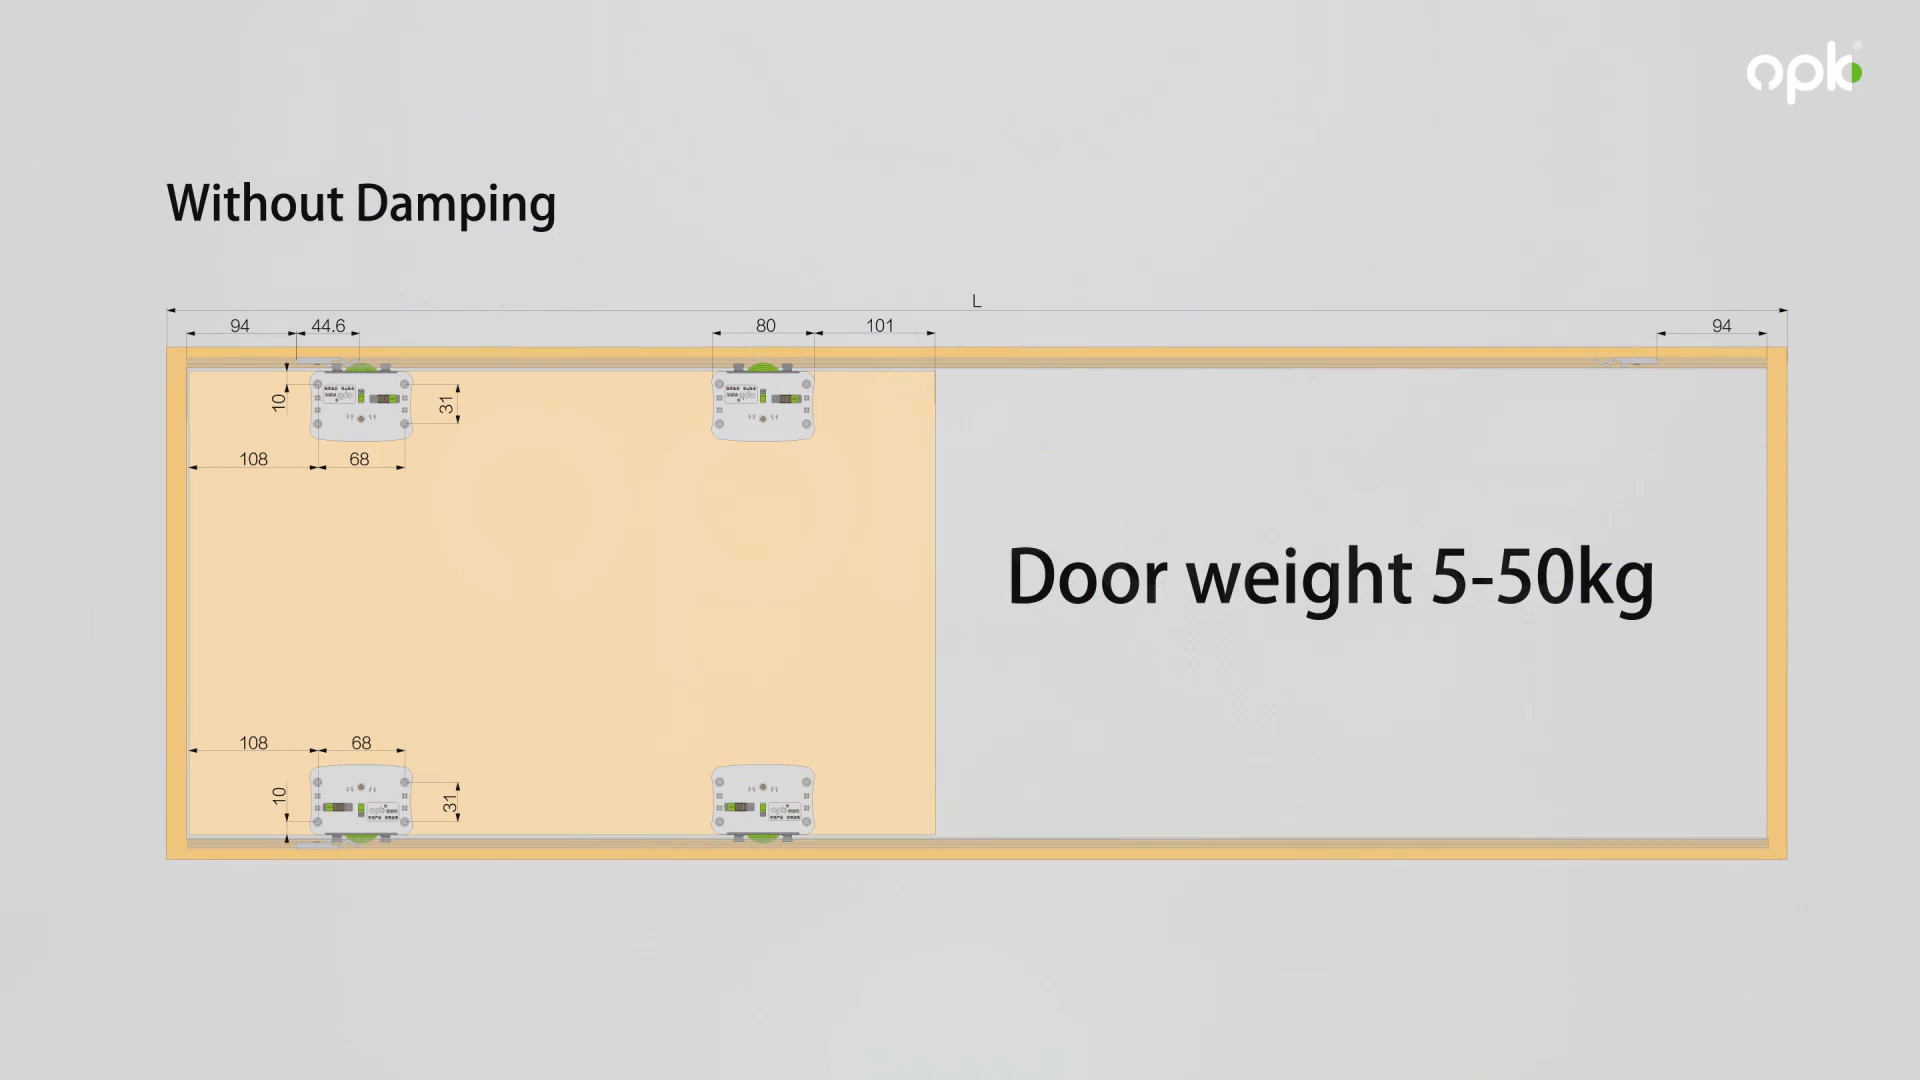 opk®
Without Damping
L
94 44.6 80 101 94
10 31
108 68
Door weight 5-50kg
108 68
10 31